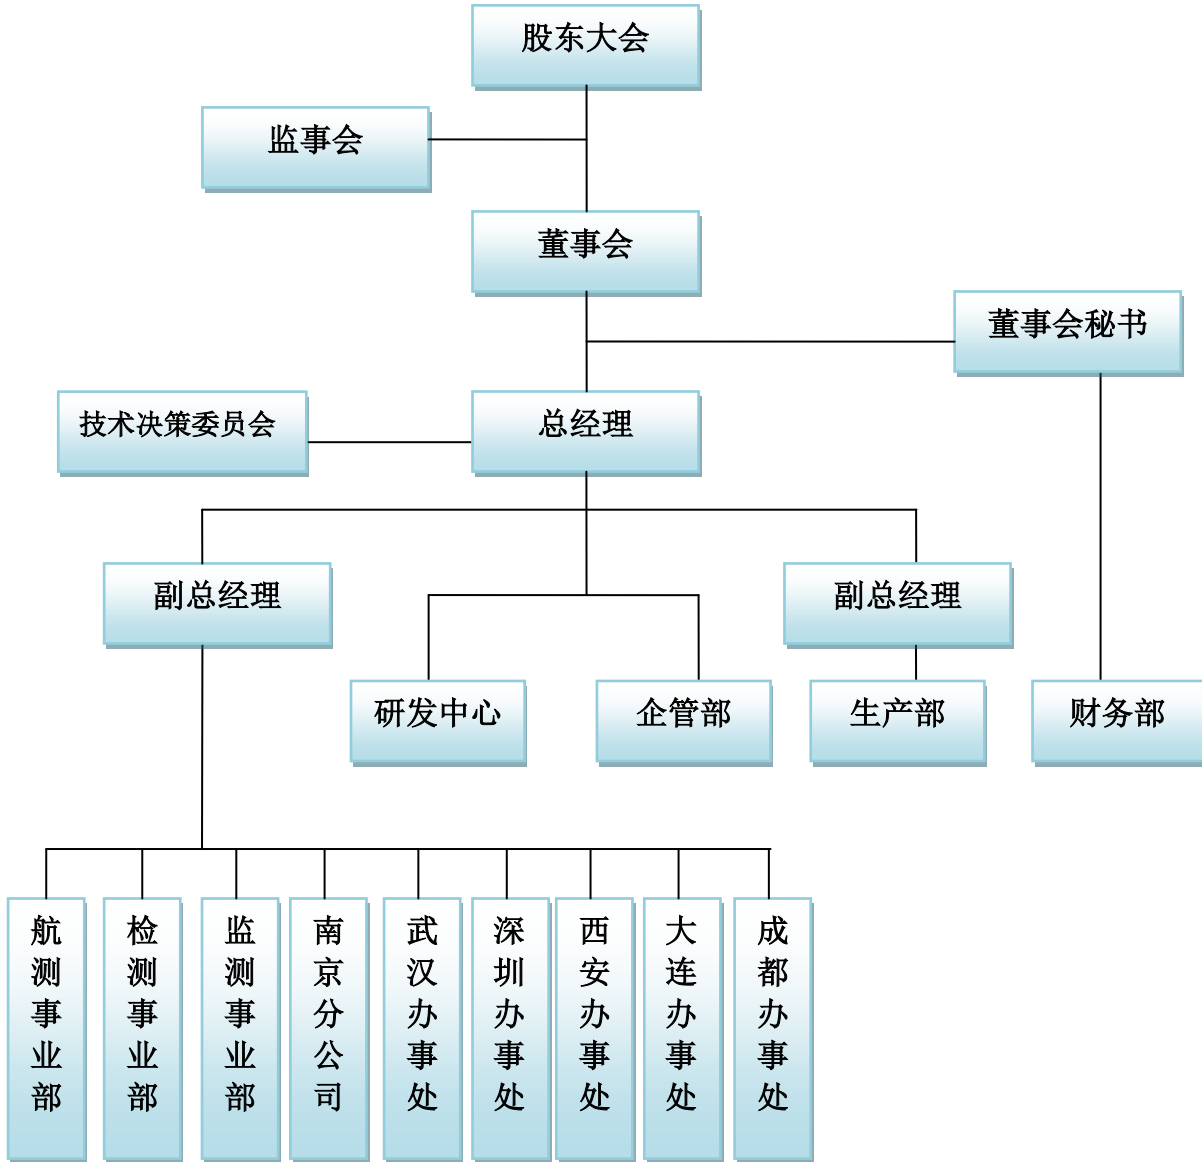 股东大会
监事会
董事会
董事会秘书
技术决策委员会
总经理
副总经理
副总经理
研发中心
企管部
生产部
财务部
航测事业部
检测事业部
监测事业部
南京分公司
武汉办事处
深圳办事处
西安办事处
大连办事处
成都办事处